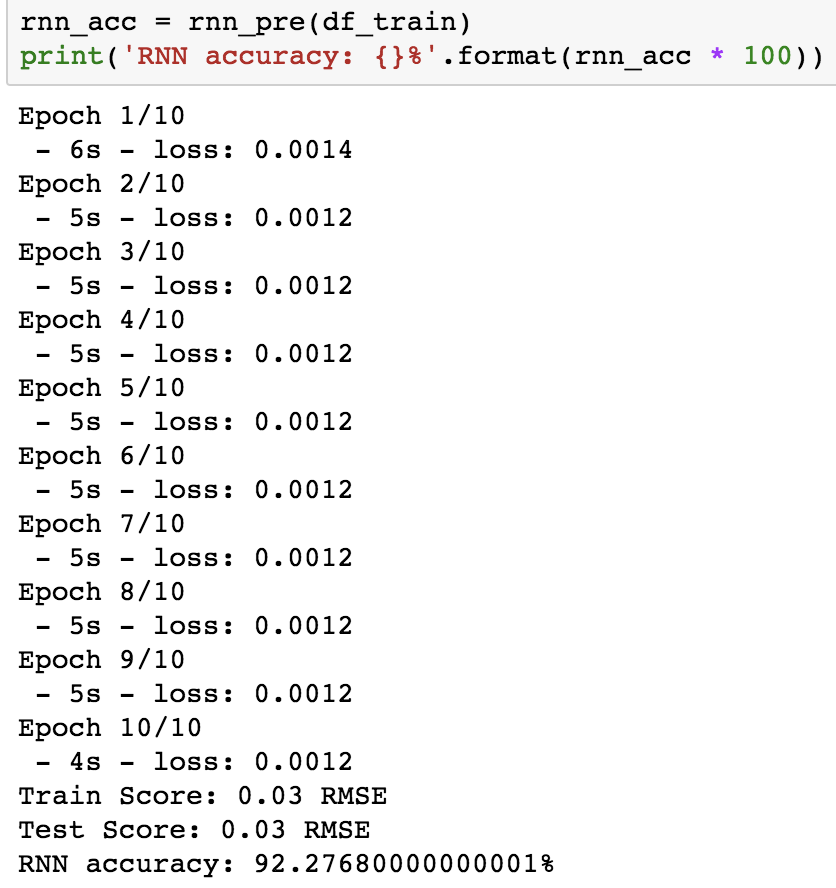 rnn_acc = rnn_pre(df_train)
print('RNN accuracy: {}%'.format(rnn_acc * 100))
Epoch 1/10
 - 6s - loss: 0.0014
Epoch 2/10
 - 5s - loss: 0.0012
Epoch 3/10
 - 5s - loss: 0.0012
Epoch 4/10
 - 5s - loss: 0.0012
Epoch 5/10
 - 5s - loss: 0.0012
Epoch 6/10
 - 5s - loss: 0.0012
Epoch 7/10
 - 5s - loss: 0.0012
Epoch 8/10
 - 5s - loss: 0.0012
Epoch 9/10
 - 5s - loss: 0.0012
Epoch 10/10
 - 4s - loss: 0.0012
Train Score: 0.03 RMSE
Test Score: 0.03 RMSE
RNN accuracy: 92.27680000000001%